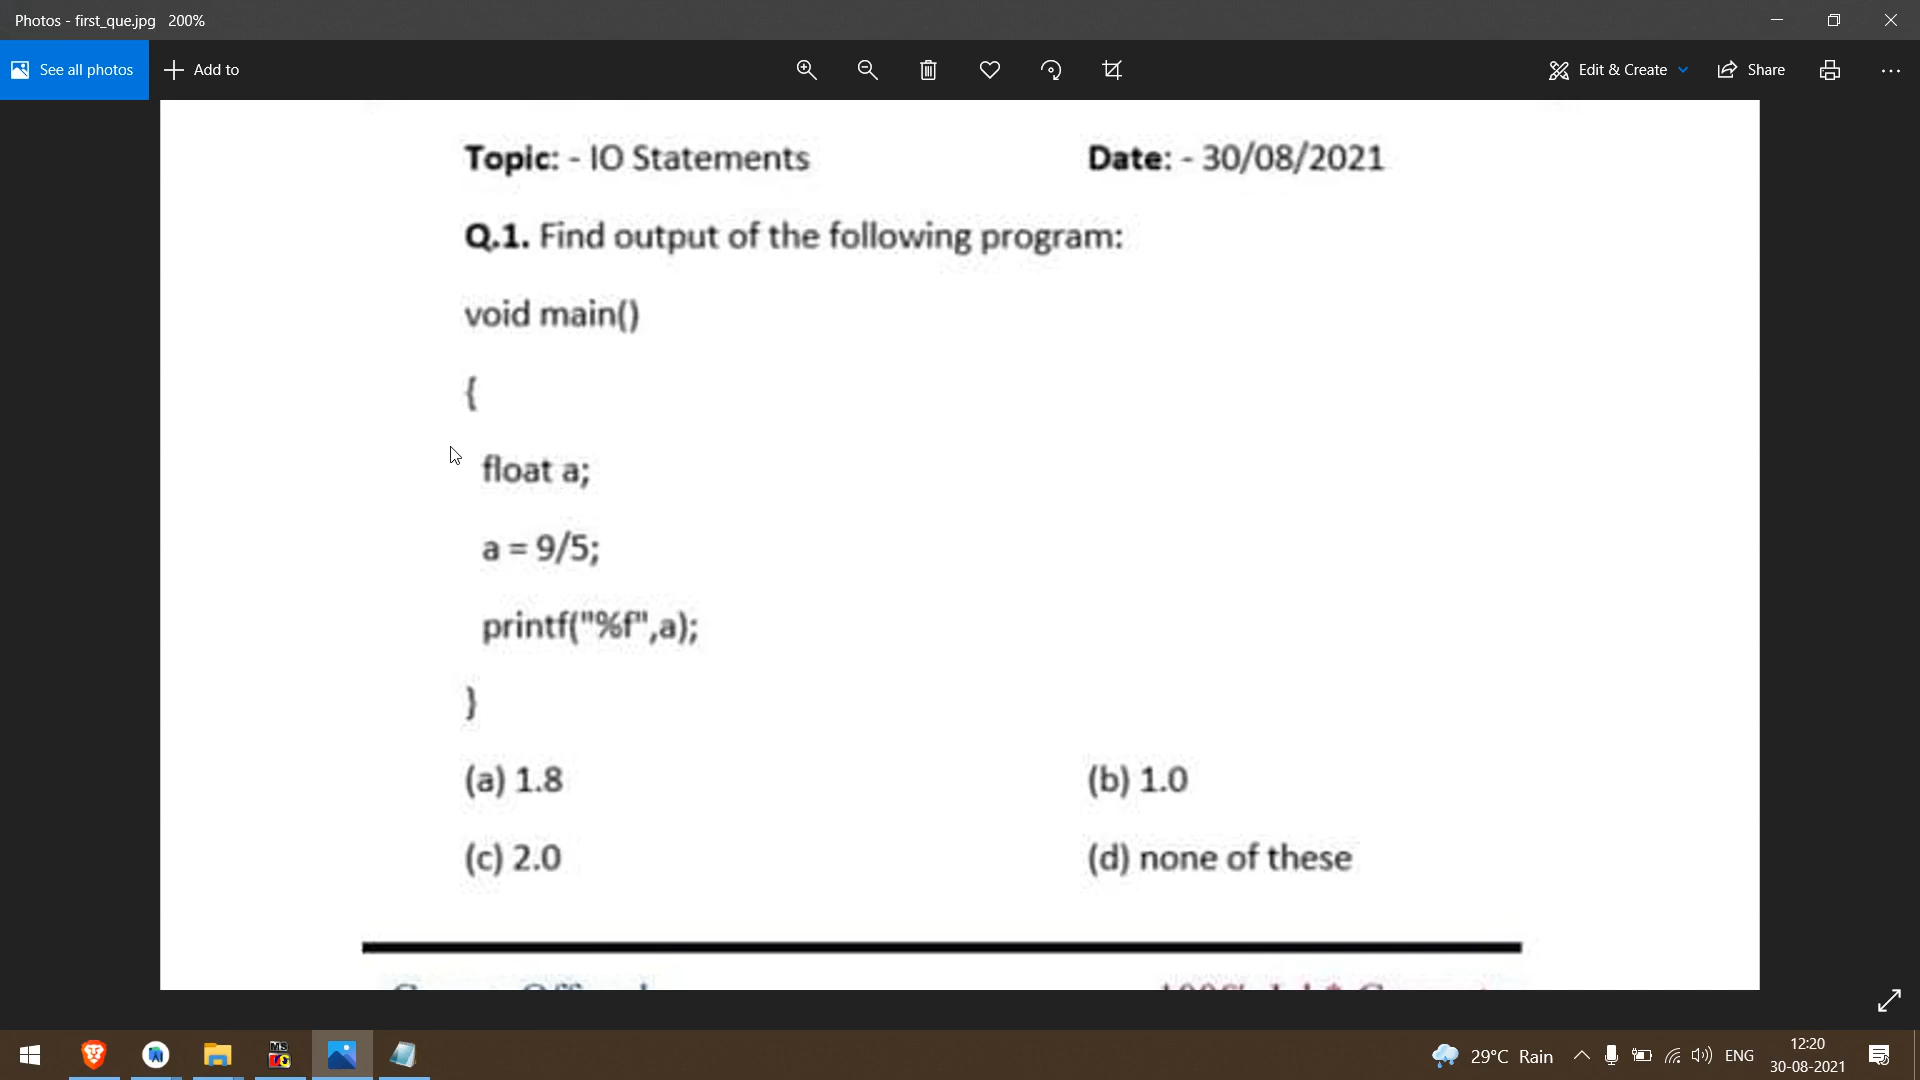 Photos - first_que.jpg 200%
See all photos
Add to
Edit & Create
Share
Topic: - IO Statements
Date: - 30/08/2021
Q.1. Find output of the following program:
void main()
{
float a;
a = 9/5;
printf("%f",a);
}
(a) 1.8
(b) 1.0
(c) 2.0
(d) none of these
MS
29°C Rain
ENG
12:20
30-08-2021